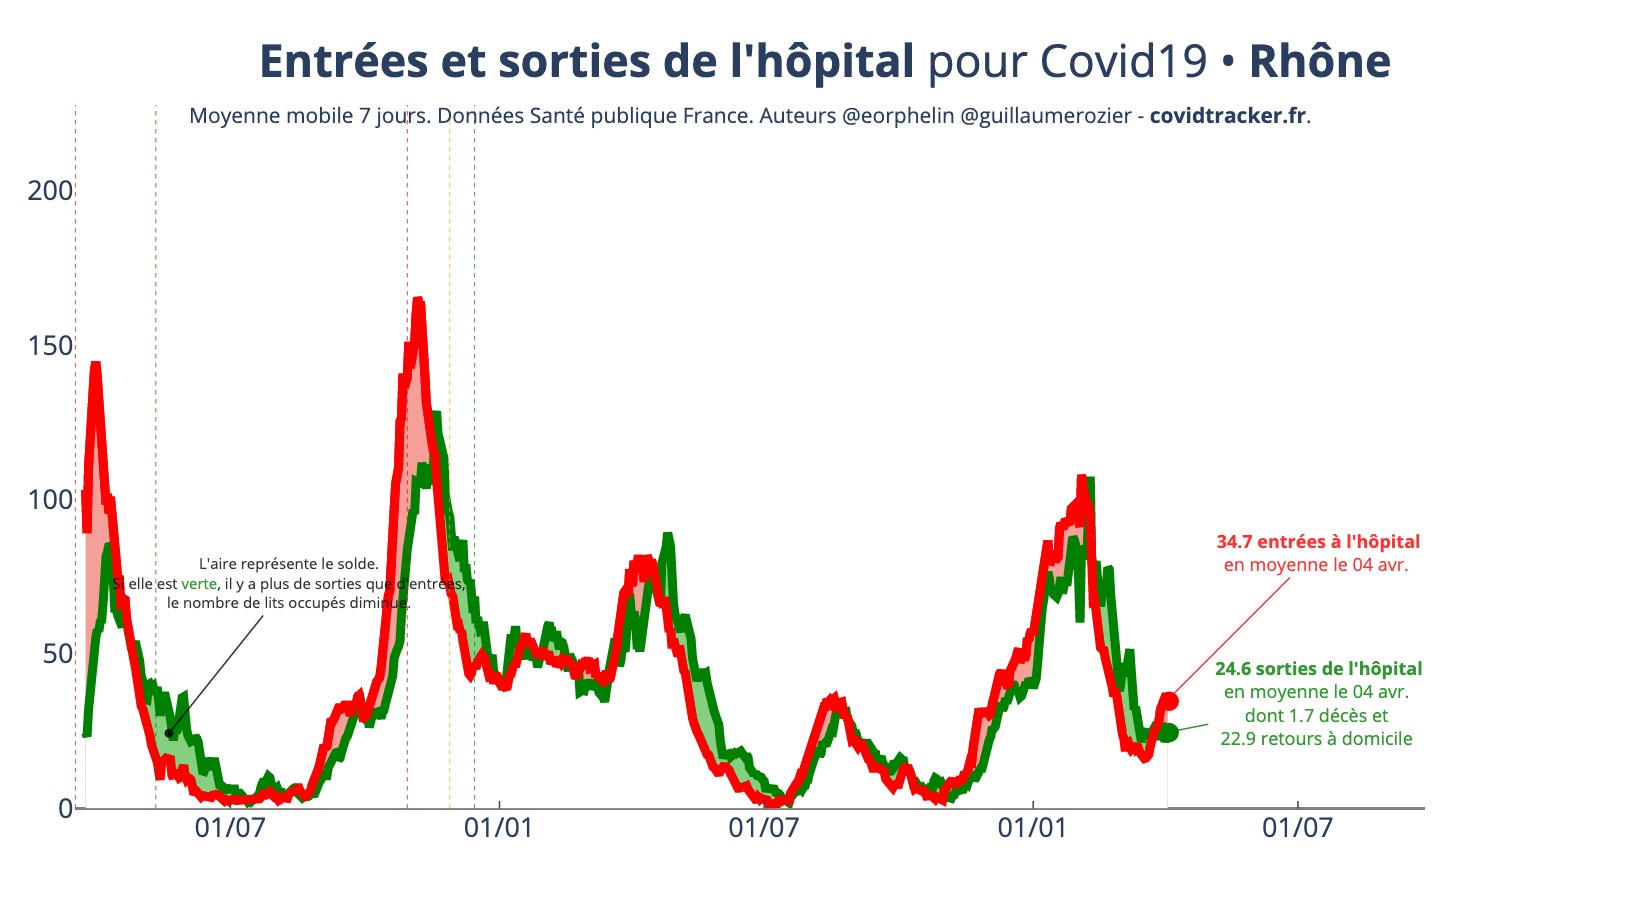 Entrées et sorties de l'hôpital pour Covid19 • Rhône
Moyenne mobile 7 jours. Données Santé publique France. Auteurs @eorphelin @guillaumerozier - covidtracker.fr.
200
150
100
50
0
L'aire représente le solde.
Si elle est verte, il y a plus de sorties que d'entrées,
le nombre de lits occupés diminue.
34.7 entrées à l'hôpital
en moyenne le 04 avr.
24.6 sorties de l'hôpital
en moyenne le 04 avr.
dont 1.7 décès et
22.9 retours à domicile
01/07
01/01
01/07
01/01
01/07